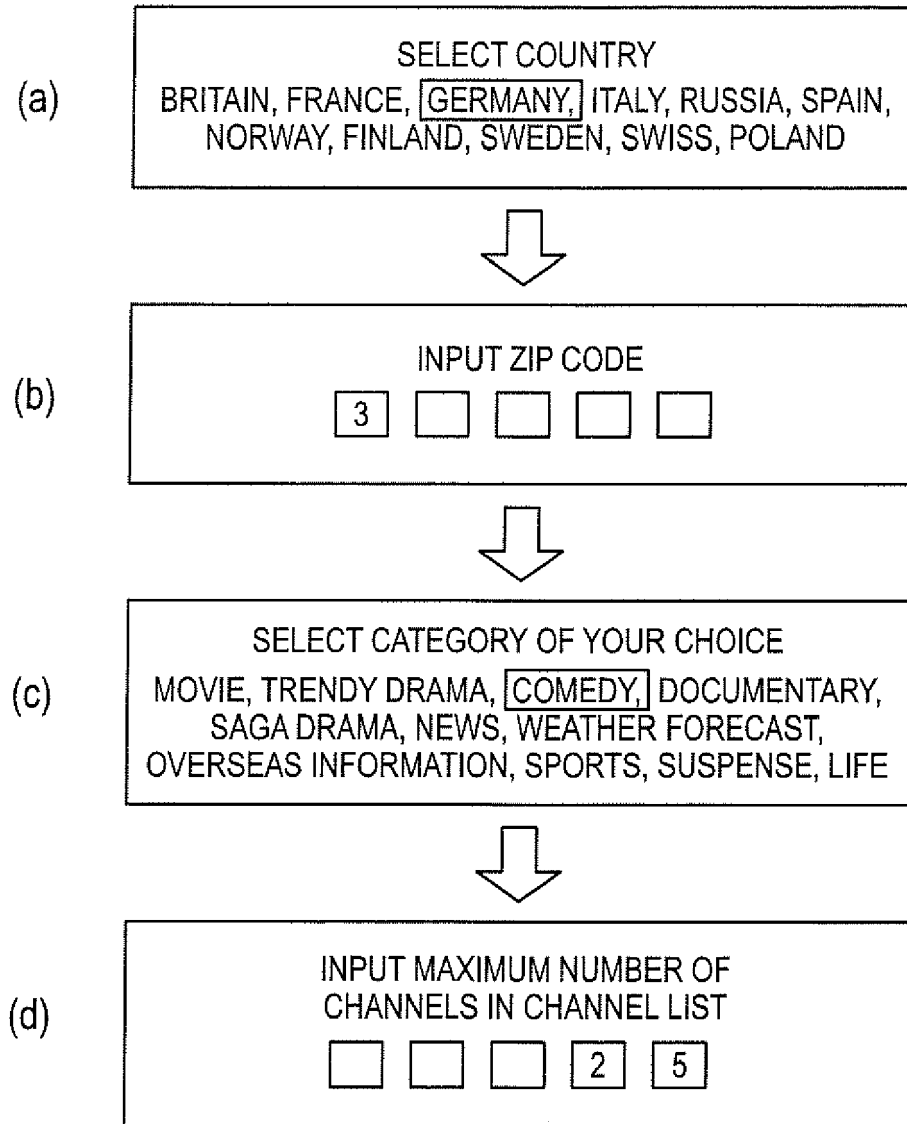 (a)
SELECT COUNTRY
BRITAIN, FRANCE, GERMANY, ITALY, RUSSIA, SPAIN,
NORWAY, FINLAND, SWEDEN, SWISS, POLAND
(b)
INPUT ZIP CODE
3
(c)
SELECT CATEGORY OF YOUR CHOICE
MOVIE, TRENDY DRAMA, COMEDY, DOCUMENTARY,
SAGA DRAMA, NEWS, WEATHER FORECAST,
OVERSEAS INFORMATION, SPORTS, SUSPENSE, LIFE
(d)
INPUT MAXIMUM NUMBER OF
CHANNELS IN CHANNEL LIST
2 5